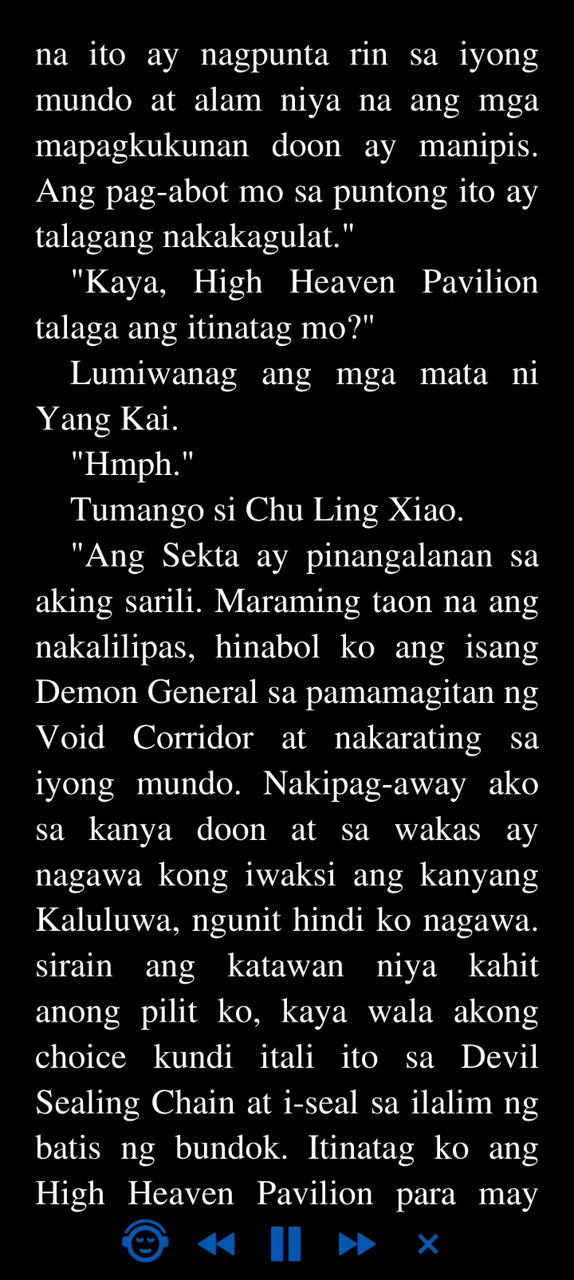 na ito ay nagpunta rin sa iyong
mundo at alam niya na ang mga
mapagkukunan doon ay manipis.
Ang pag-abot mo sa puntong ito ay
talagang nakakagulat."
"Kaya, High Heaven Pavilion
talaga ang itinatag mo?"
Lumiwanag ang mga mata ni
Yang Kai.
"Hmph."
Tumango si Chu Ling Xiao.
"Ang Sekta ay pinangalanan sa
aking sarili. Maraming taon na ang
nakalilipas, hinabol ko ang isang
Demon General sa pamamagitan ng
Void Corridor at nakarating sa
iyong mundo. Nakipag-away ako
sa kanya doon at sa wakas ay
nagawa kong iwaksi ang kanyang
Kaluluwa, ngunit hindi ko nagawa.
sirain ang katawan niya kahit
anong pilit ko, kaya wala akong
choice kundi itali ito sa Devil
Sealing Chain at i-seal sa ilalim ng
batis ng bundok. Itinatag ko ang
High Heaven Pavilion para may